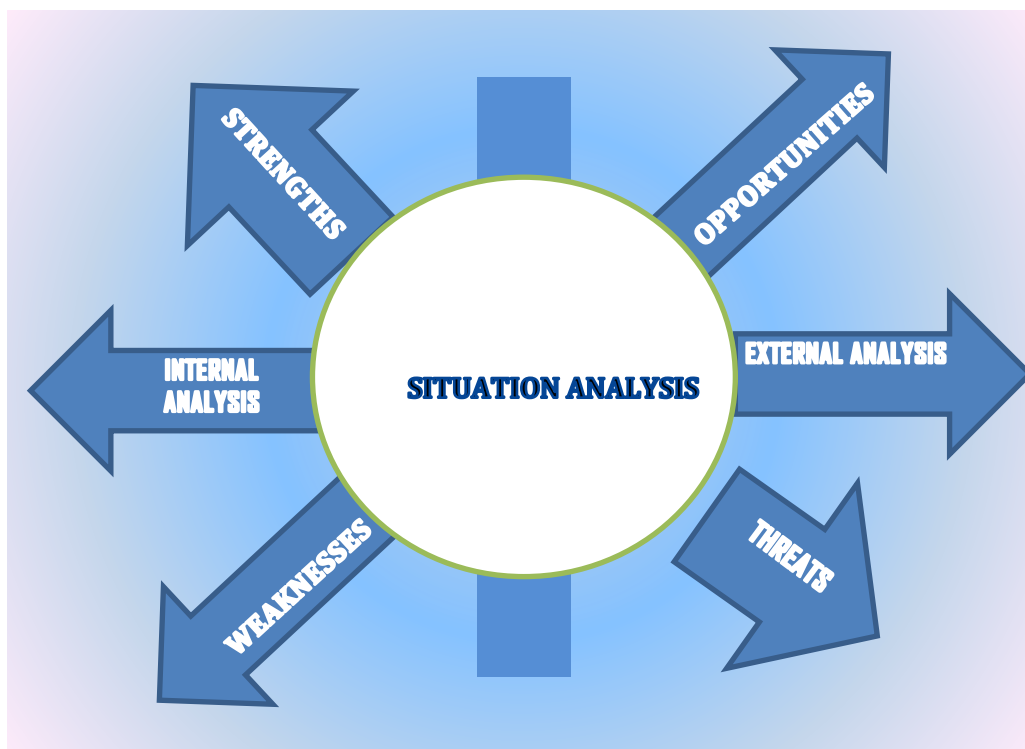 STRENGTHS
OPPORTUNITIES
INTERNAL
ANALYSIS
SITUATION ANALYSIS
EXTERNAL ANALYSIS
WEAKNESSES
THREATS